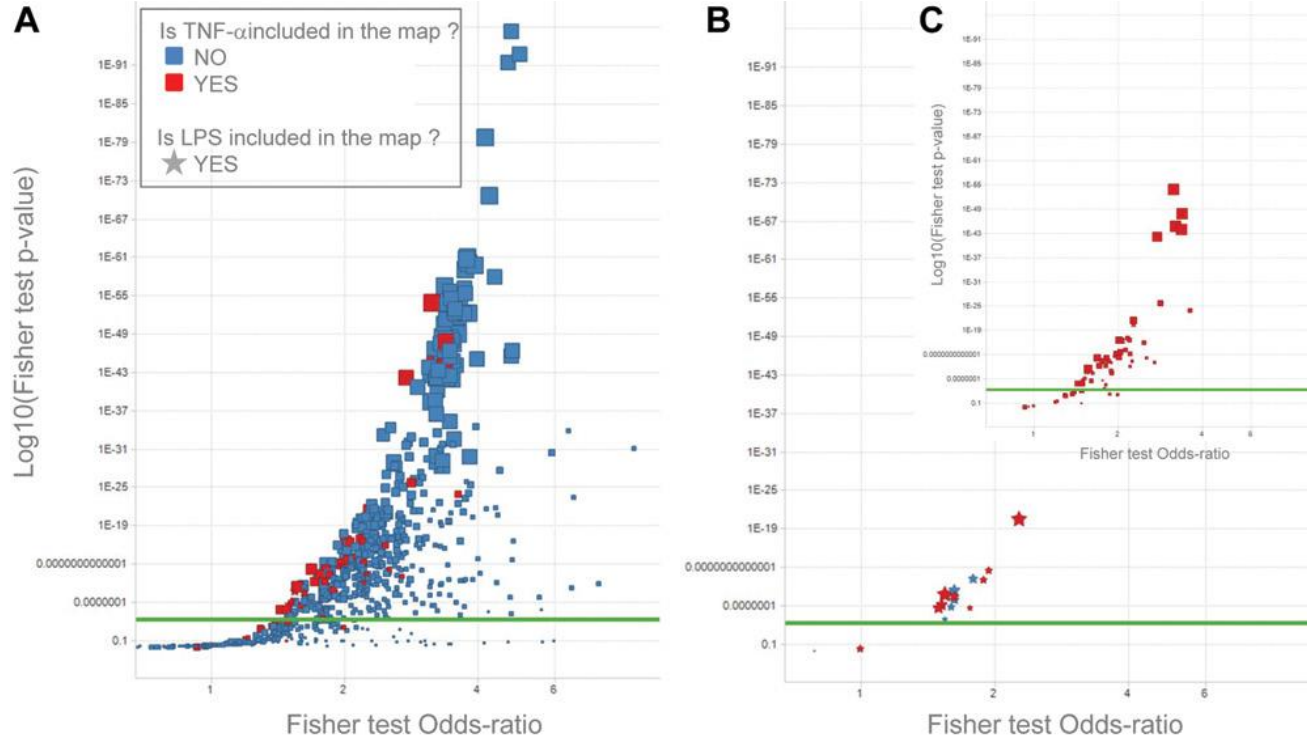 A
Is TNF-αincluded in the map ?
NO
YES
Is LPS included in the map ?
YES
Log10(Fisher test p-value)
1E-91
1E-85
1E-79
1E-73
1E-67
1E-61
1E-55
1E-49
1E-43
1E-37
1E-31
1E-25
1E-19
0.0000000000001
0.0000001
0.1
1
2
4
6
Fisher test Odds-ratio
B
1E-91
1E-85
1E-79
1E-73
1E-67
1E-61
1E-55
1E-49
1E-43
1E-37
1E-31
1E-25
1E-19
0.0000000000001
0.0000001
0.1
1
2
4
6
Fisher test Odds-ratio
C
Log10(Fisher test p-value)
1E-91
1E-85
1E-79
1E-73
1E-67
1E-61
1E-55
1E-49
1E-43
1E-37
1E-31
1E-25
1E-19
0.0000000000001
0.0000001
0.1
1
2
4
6
Fisher test Odds-ratio